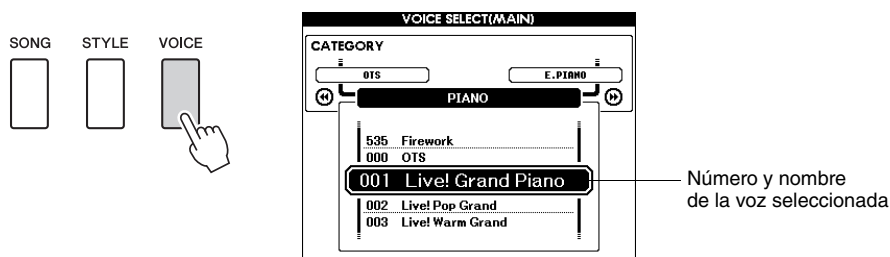 SONG STYLE VOICE
VOICE SELECT(MAIN)
CATEGORY
OTS E.PIANO
PIANO
535 Firework
000 OTS
001 Live! Grand Piano
002 Live! Pop Grand
003 Live! Warm Grand
Número y nombre
de la voz seleccionada